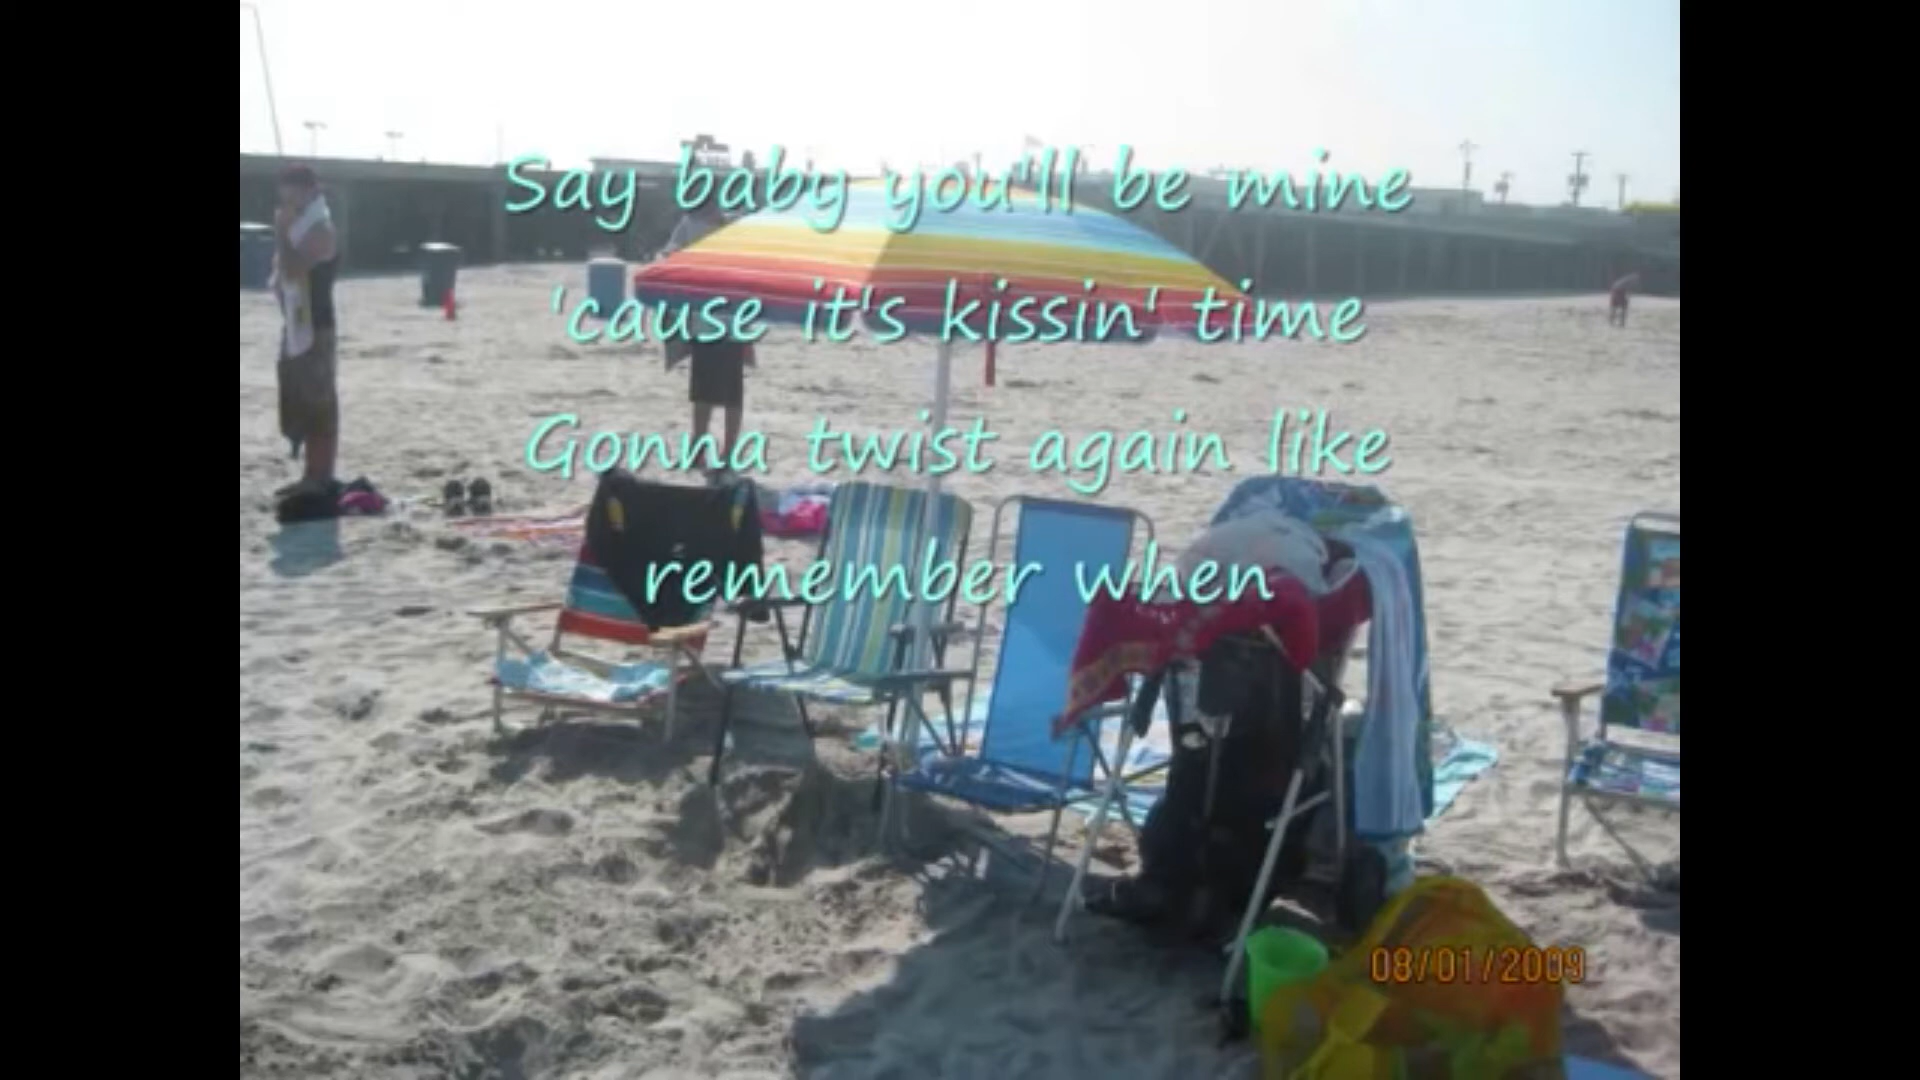 Say baby you'll be mine
'cause it's kissin' time
Gonna twist again like
remember when
08/01/2009